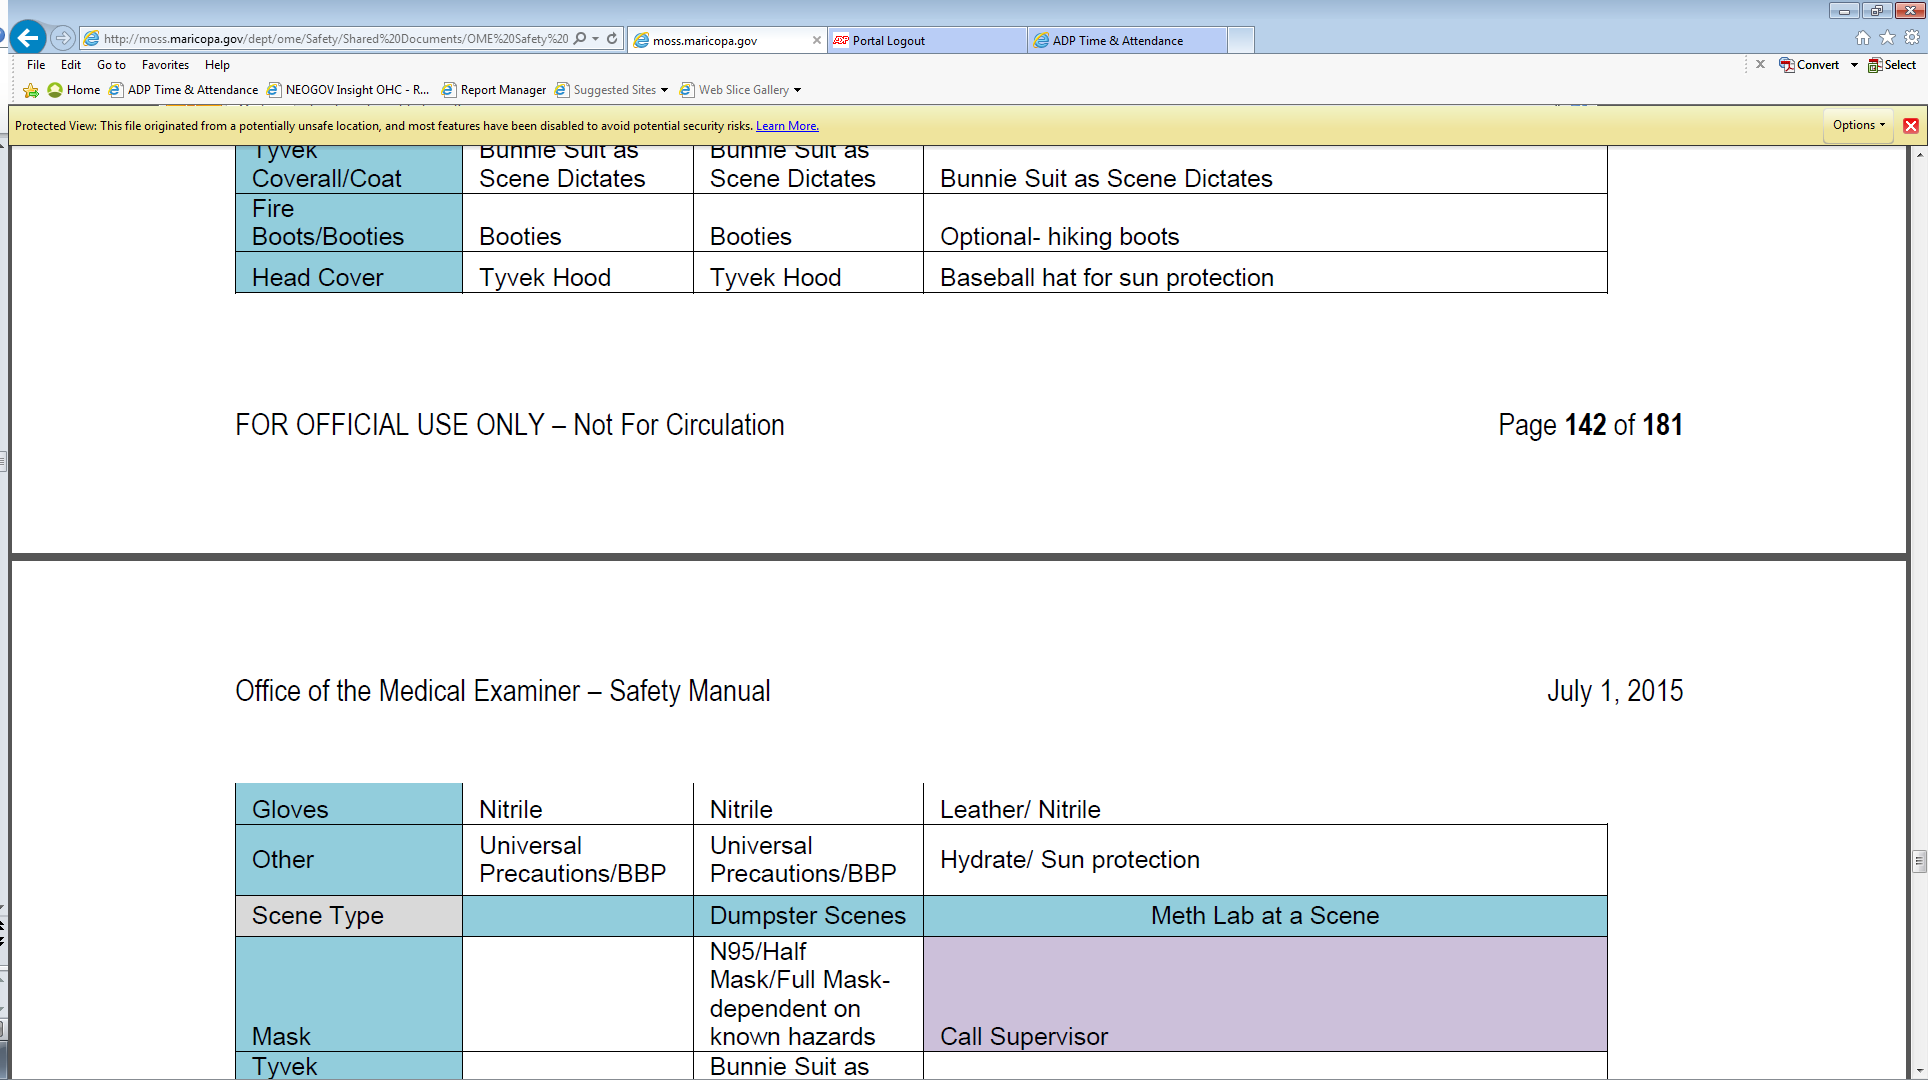 http://moss.maricopa.gov/dept/ome/Safety/Shared%20Documents/OME%20Safety%20
moss.maricopa.gov
ADP Portal Logout
ADP Time & Attendance
File Edit Go to Favorites Help
Convert Select
Home ADP Time & Attendance NEOGOV Insight OHC - R... Report Manager Suggested Sites Web Slice Gallery
Protected View: This file originated from a potentially unsafe location, and most features have been disabled to avoid potential security risks. Learn More. Options
Tyvek Bunnie Suit as Bunnie Suit as
Coverall/Coat Scene Dictates Scene Dictates Bunnie Suit as Scene Dictates
Fire
Boots/Booties Booties Booties Optional- hiking boots
Head Cover Tyvek Hood Tyvek Hood Baseball hat for sun protection
FOR OFFICIAL USE ONLY – Not For Circulation Page 142 of 181
Office of the Medical Examiner – Safety Manual July 1, 2015
Gloves Nitrile Nitrile Leather/ Nitrile
Other Universal Precautions/BBP Universal Precautions/BBP Hydrate/ Sun protection
Scene Type Dumpster Scenes Meth Lab at a Scene
N95/Half
Mask/Full Mask-
dependent on
Mask known hazards Call Supervisor
Tyvek Bunnie Suit as